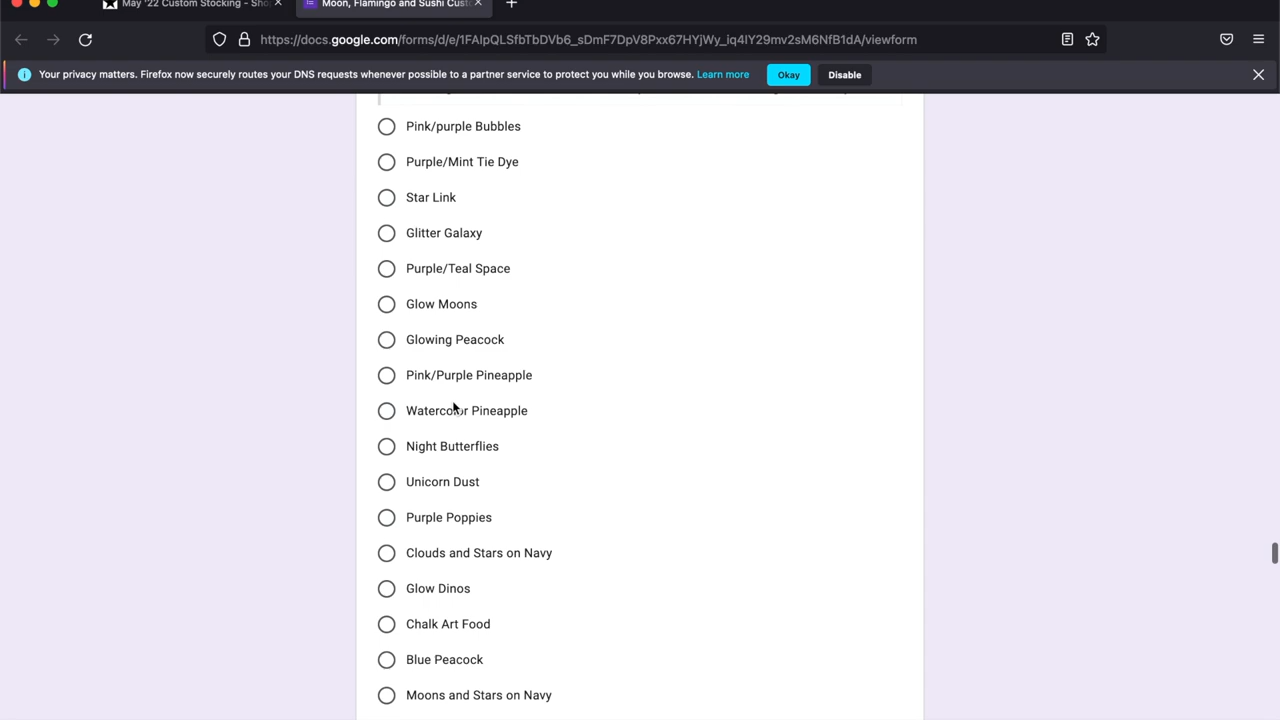 May '22 Custom Stocking - Sho
Moon, Flamingo and Sushi Cust
https://docs.google.com/forms/d/e/1FAIpQLSfbTbDVb6_sDmF7DpV8Pxx67HYjWy_iq4IY29mv2sM6NfB1dA/viewform
Your privacy matters. Firefox now securely routes your DNS requests whenever possible to a partner service to protect you while you browse. Learn more
Okay
Disable
Pink/purple Bubbles
Purple/Mint Tie Dye
Star Link
Glitter Galaxy
Purple/Teal Space
Glow Moons
Glowing Peacock
Pink/Purple Pineapple
Watercolor Pineapple
Night Butterflies
Unicorn Dust
Purple Poppies
Clouds and Stars on Navy
Glow Dinos
Chalk Art Food
Blue Peacock
Moons and Stars on Navy